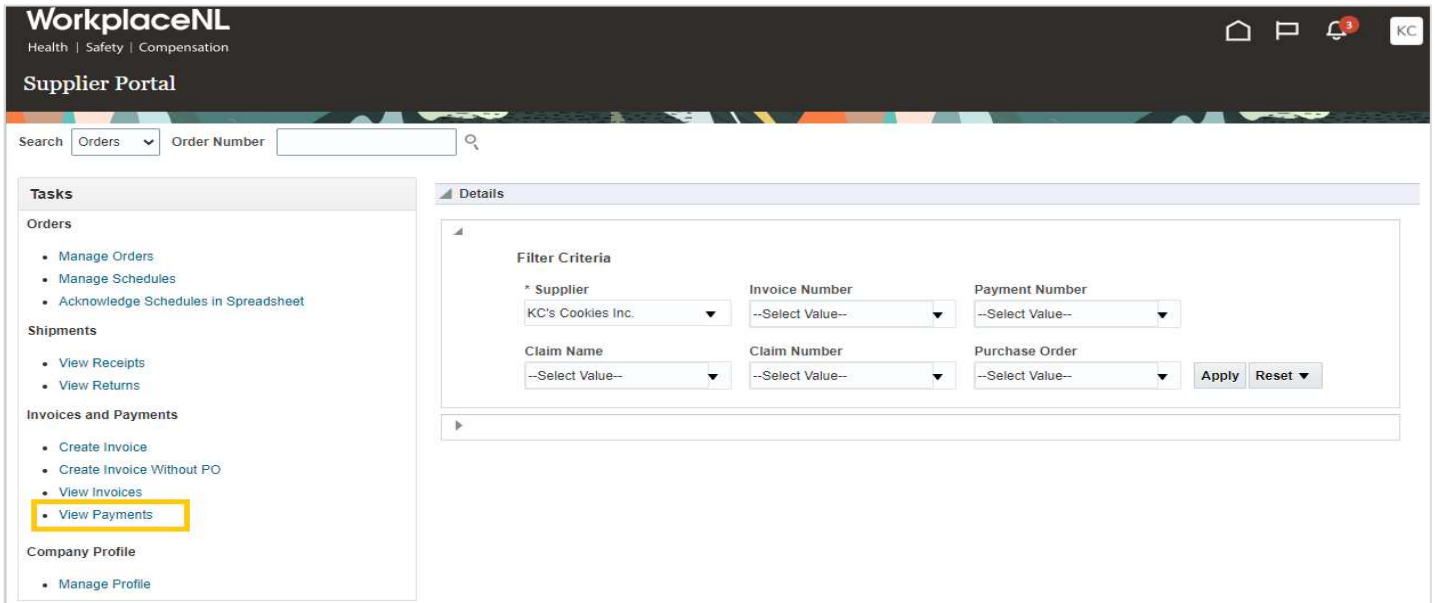 WorkplaceNL
Health | Safety | Compensation
3
KC
Supplier Portal
Search Orders Order Number
Tasks
Orders
• Manage Orders
• Manage Schedules
• Acknowledge Schedules in Spreadsheet
Shipments
• View Receipts
• View Returns
Invoices and Payments
• Create Invoice
• Create Invoice Without PO
• View Invoices
• View Payments
Company Profile
• Manage Profile
Details
Filter Criteria
* Supplier Invoice Number Payment Number
KC's Cookies Inc. --Select Value-- --Select Value--
Claim Name Claim Number Purchase Order
--Select Value-- --Select Value-- --Select Value-- Apply Reset